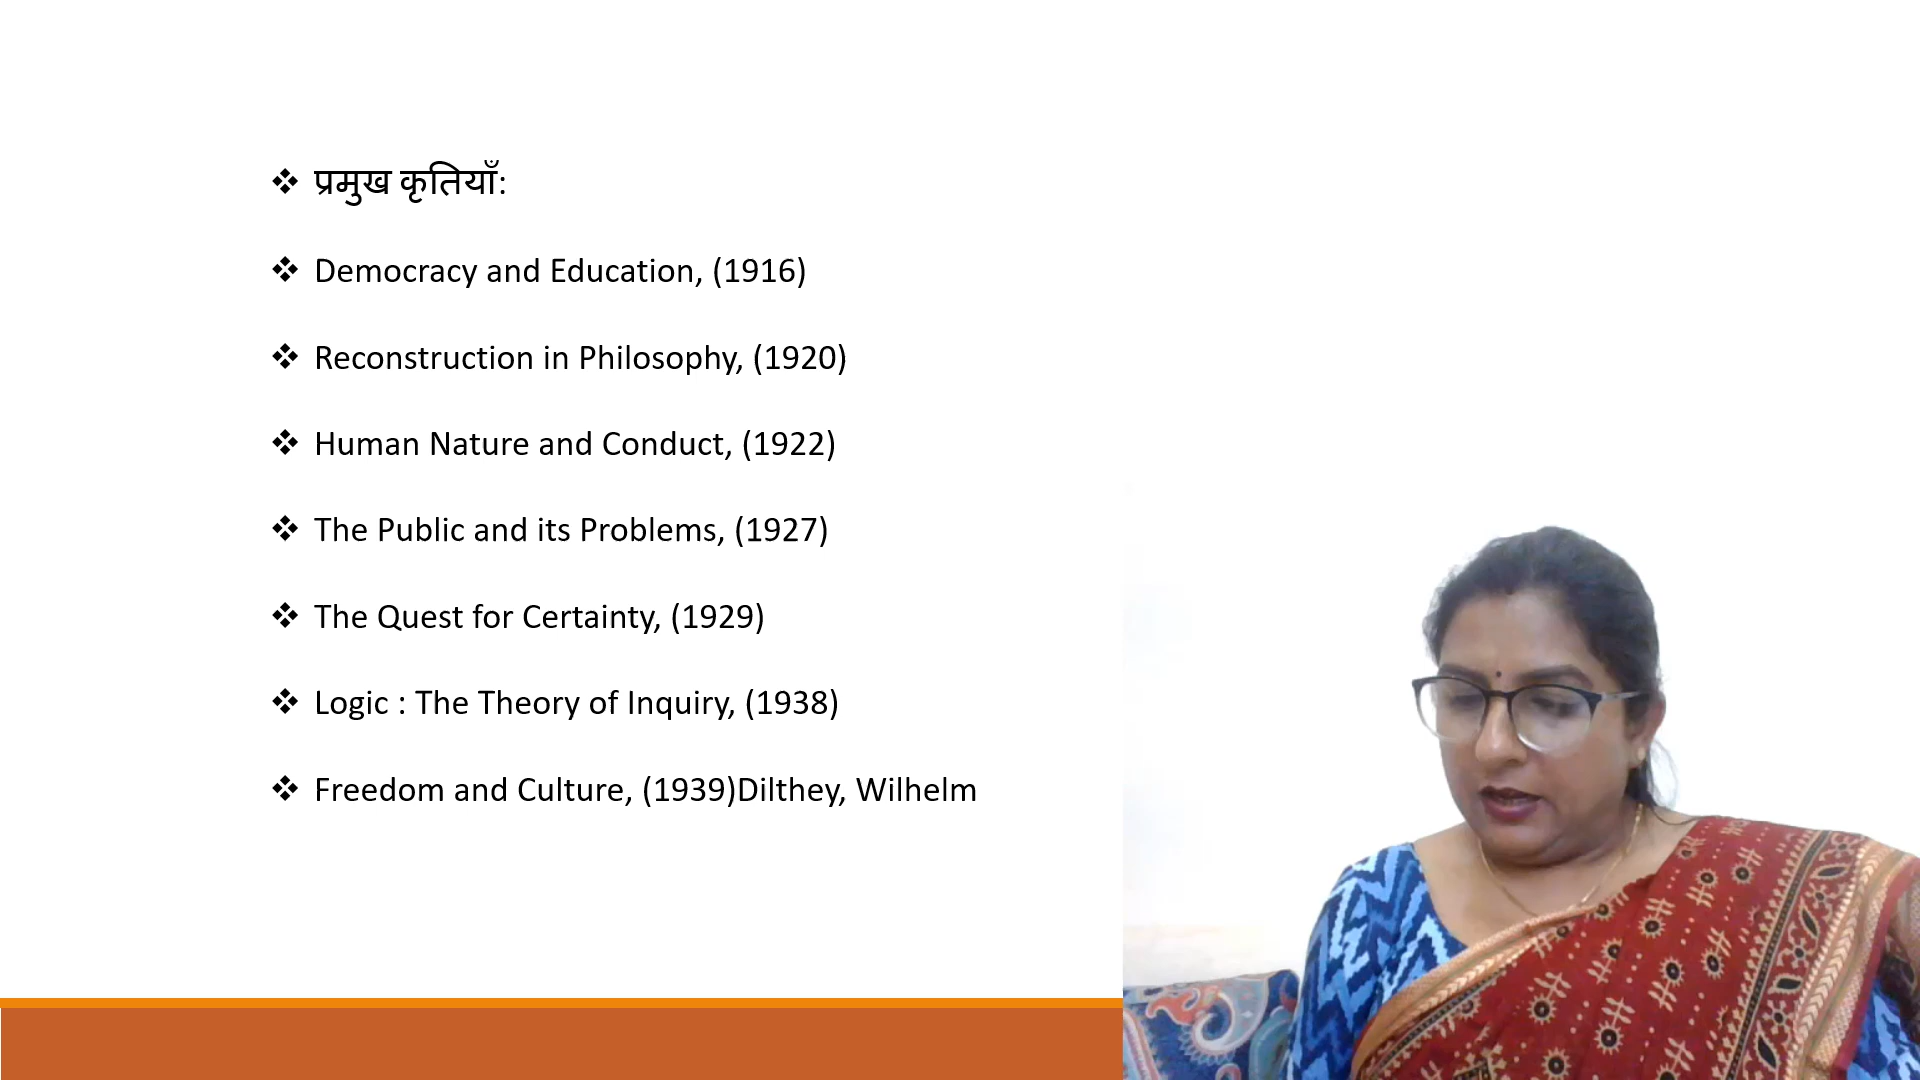 ❖ प्रमुख कृतियाँ:
❖ Democracy and Education, (1916)
❖ Reconstruction in Philosophy, (1920)
❖ Human Nature and Conduct, (1922)
❖ The Public and its Problems, (1927)
❖ The Quest for Certainty, (1929)
❖ Logic : The Theory of Inquiry, (1938)
❖ Freedom and Culture, (1939)Dilthey, Wilhelm